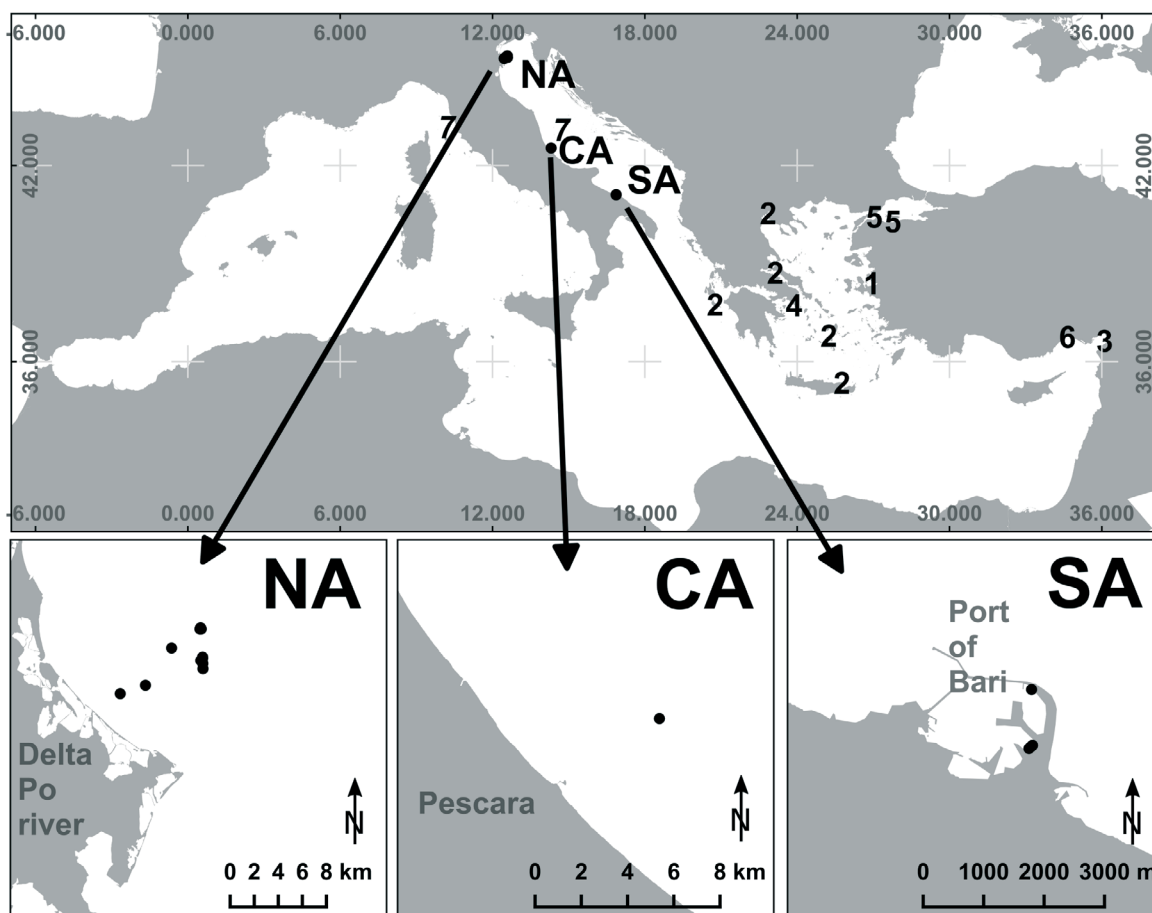 -6.000 0.000 6.000 12.000 18.000 24.000 30.000 36.000
NA
7 7
CA
42.000 42.000
SA
2 5 5
2 1
2 4
2 6 3
36.000 36.000
2
-6.000 0.000 6.000 12.000 18.000 24.000 30.000 36.000
NA
Delta
Po
river
N
0 2 4 6 8 km
CA
Pescara
N
0 2 4 6 8 km
SA
Port
of
Bari
N
0 1000 2000 3000 m